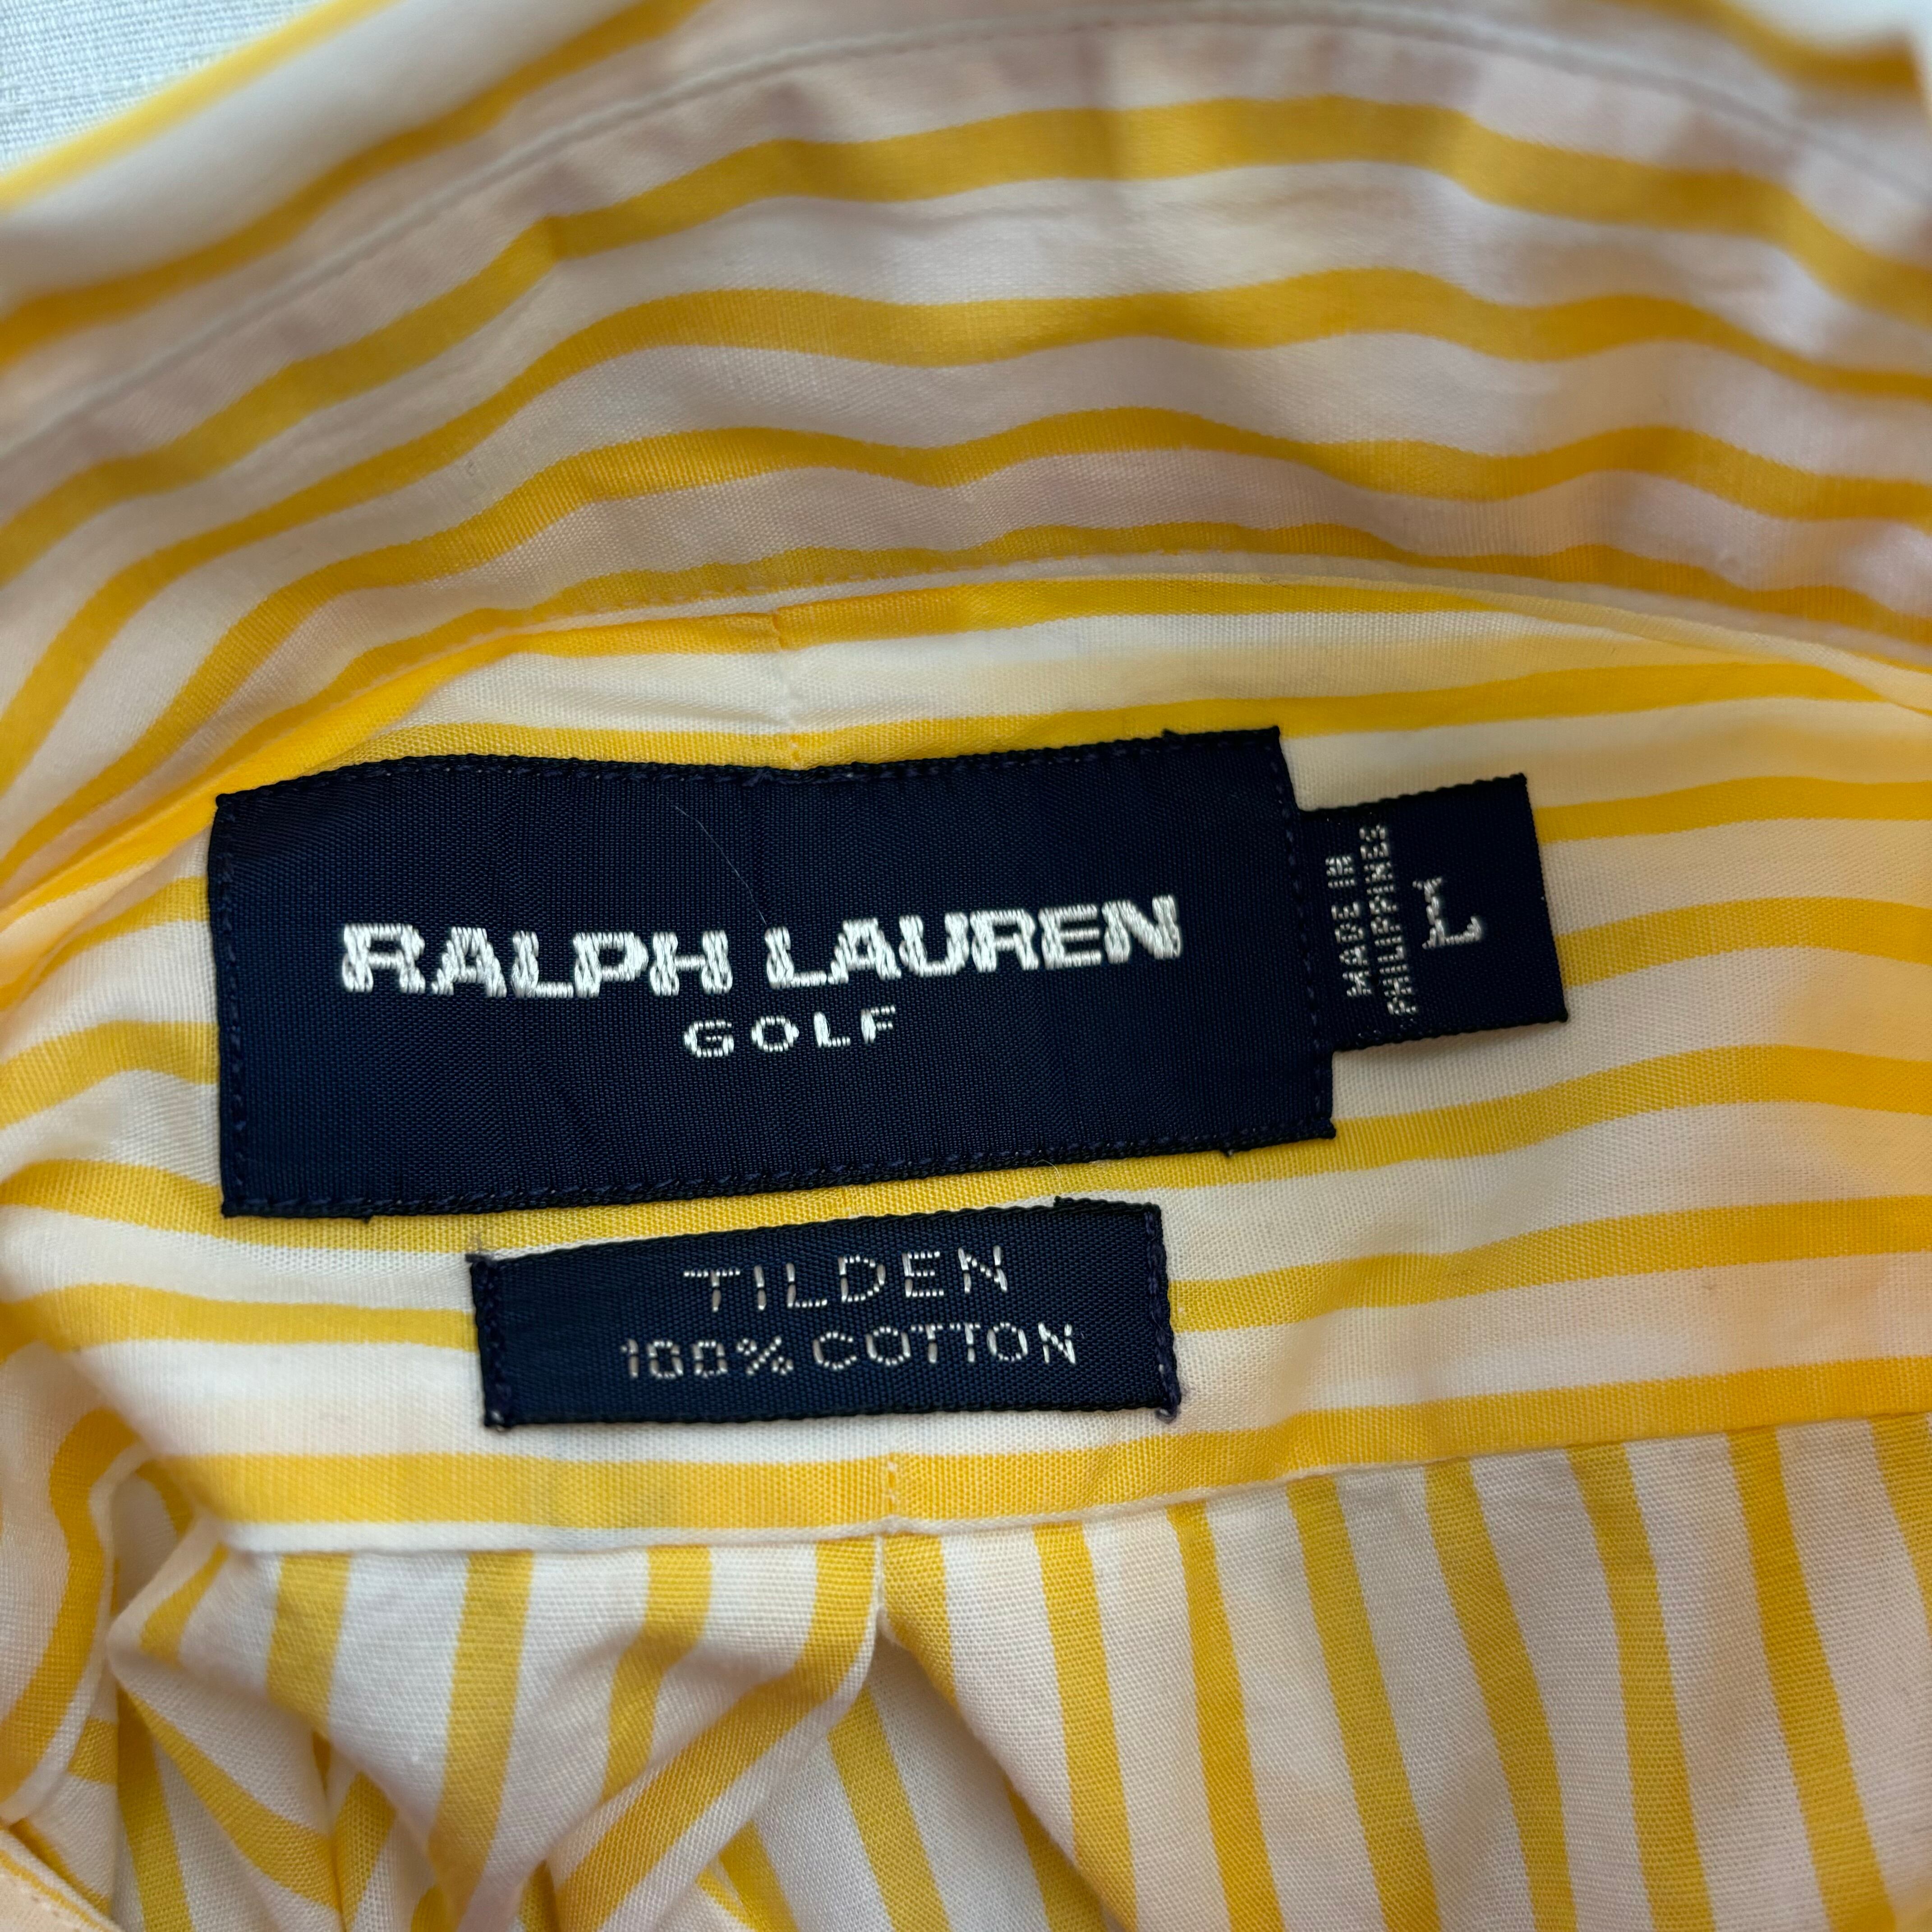 RALPH LAUREN
GOLF
MADE IN
PHILIPPINES
L
TILDEN
100% COTTON